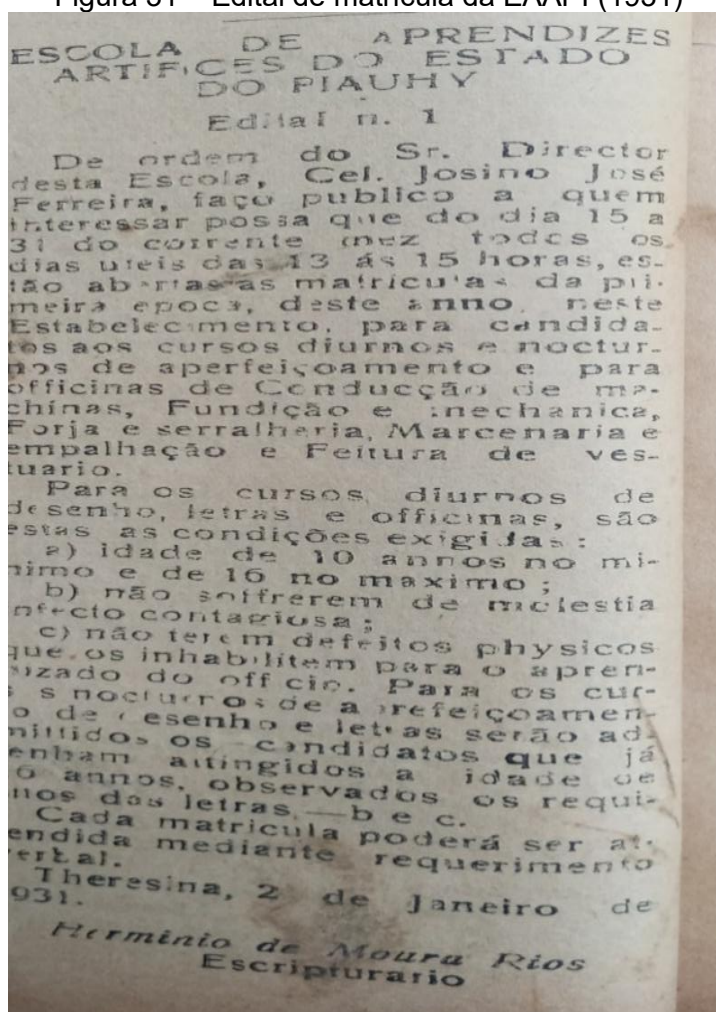 Figura 31 – Edital de matrícula da EAAPI (1931)
ESCOLA DE APRENDIZES
ARTIFICES DO ESTADO
DO PIAUHY
Edital n. 1
De ordem do Sr. Director
desta Escola, Cel. Josino José
Ferreira, faço publico a quem
interessar possa que do dia 15 a
31 do corrente mez todos os
dias uteis das 13 ás 15 horas, es-
tão abertas as matriculas da pri-
meira epoca, deste anno, neste
Estabelecimento, para candida-
tos aos cursos diurnos e noctur-
nos de aperfeiçoamento e para
officinas de Conducção de ma-
chinas, Fundição e mechanica,
Forja e serralheria, Marcenaria e
empalhação e Feitura de ves-
tuario.
Para os cursos diurnos de
desenho, letras e officinas, são
estas as condições exigidas:
a) idade de 10 annos no mi-
nimo e de 16 no maximo;
b) não soffrerem de molestia
infecto contagiosa;
c) não terem defeitos physicos
que os inhabilitem para o apren-
dizado do officio. Para os cur-
s s nocturnos de a refeiçoamen-
o de desenho e letras serão ad-
mittidos os candidatos que já
enham attingidos a idade de
6 annos, observados os requi-
nos das letras—b e c.
Cada matricula poderá ser at-
endida mediante requerimento
verbal.
Theresina, 2 de Janeiro de
931.
Herminio de Moura Rios
Escripturario